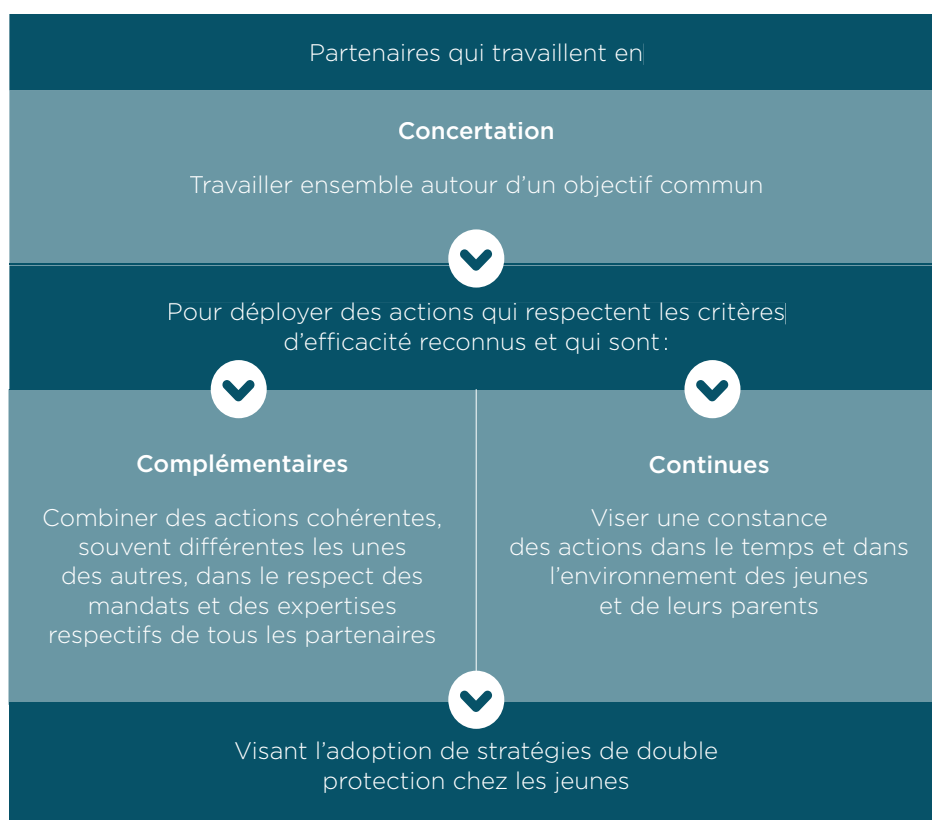 Partenaires qui travaillent en
Concertation
Travailler ensemble autour d'un objectif commun
Pour déployer des actions qui respectent les critères
d'efficacité reconnus et qui sont :
Complémentaires
Combiner des actions cohérentes,
souvent différentes les unes
des autres, dans le respect des
mandats et des expertises
respectifs de tous les partenaires
Continues
Viser une constance
des actions dans le temps et dans
l'environnement des jeunes
et de leurs parents
Visant l'adoption de stratégies de double
protection chez les jeunes